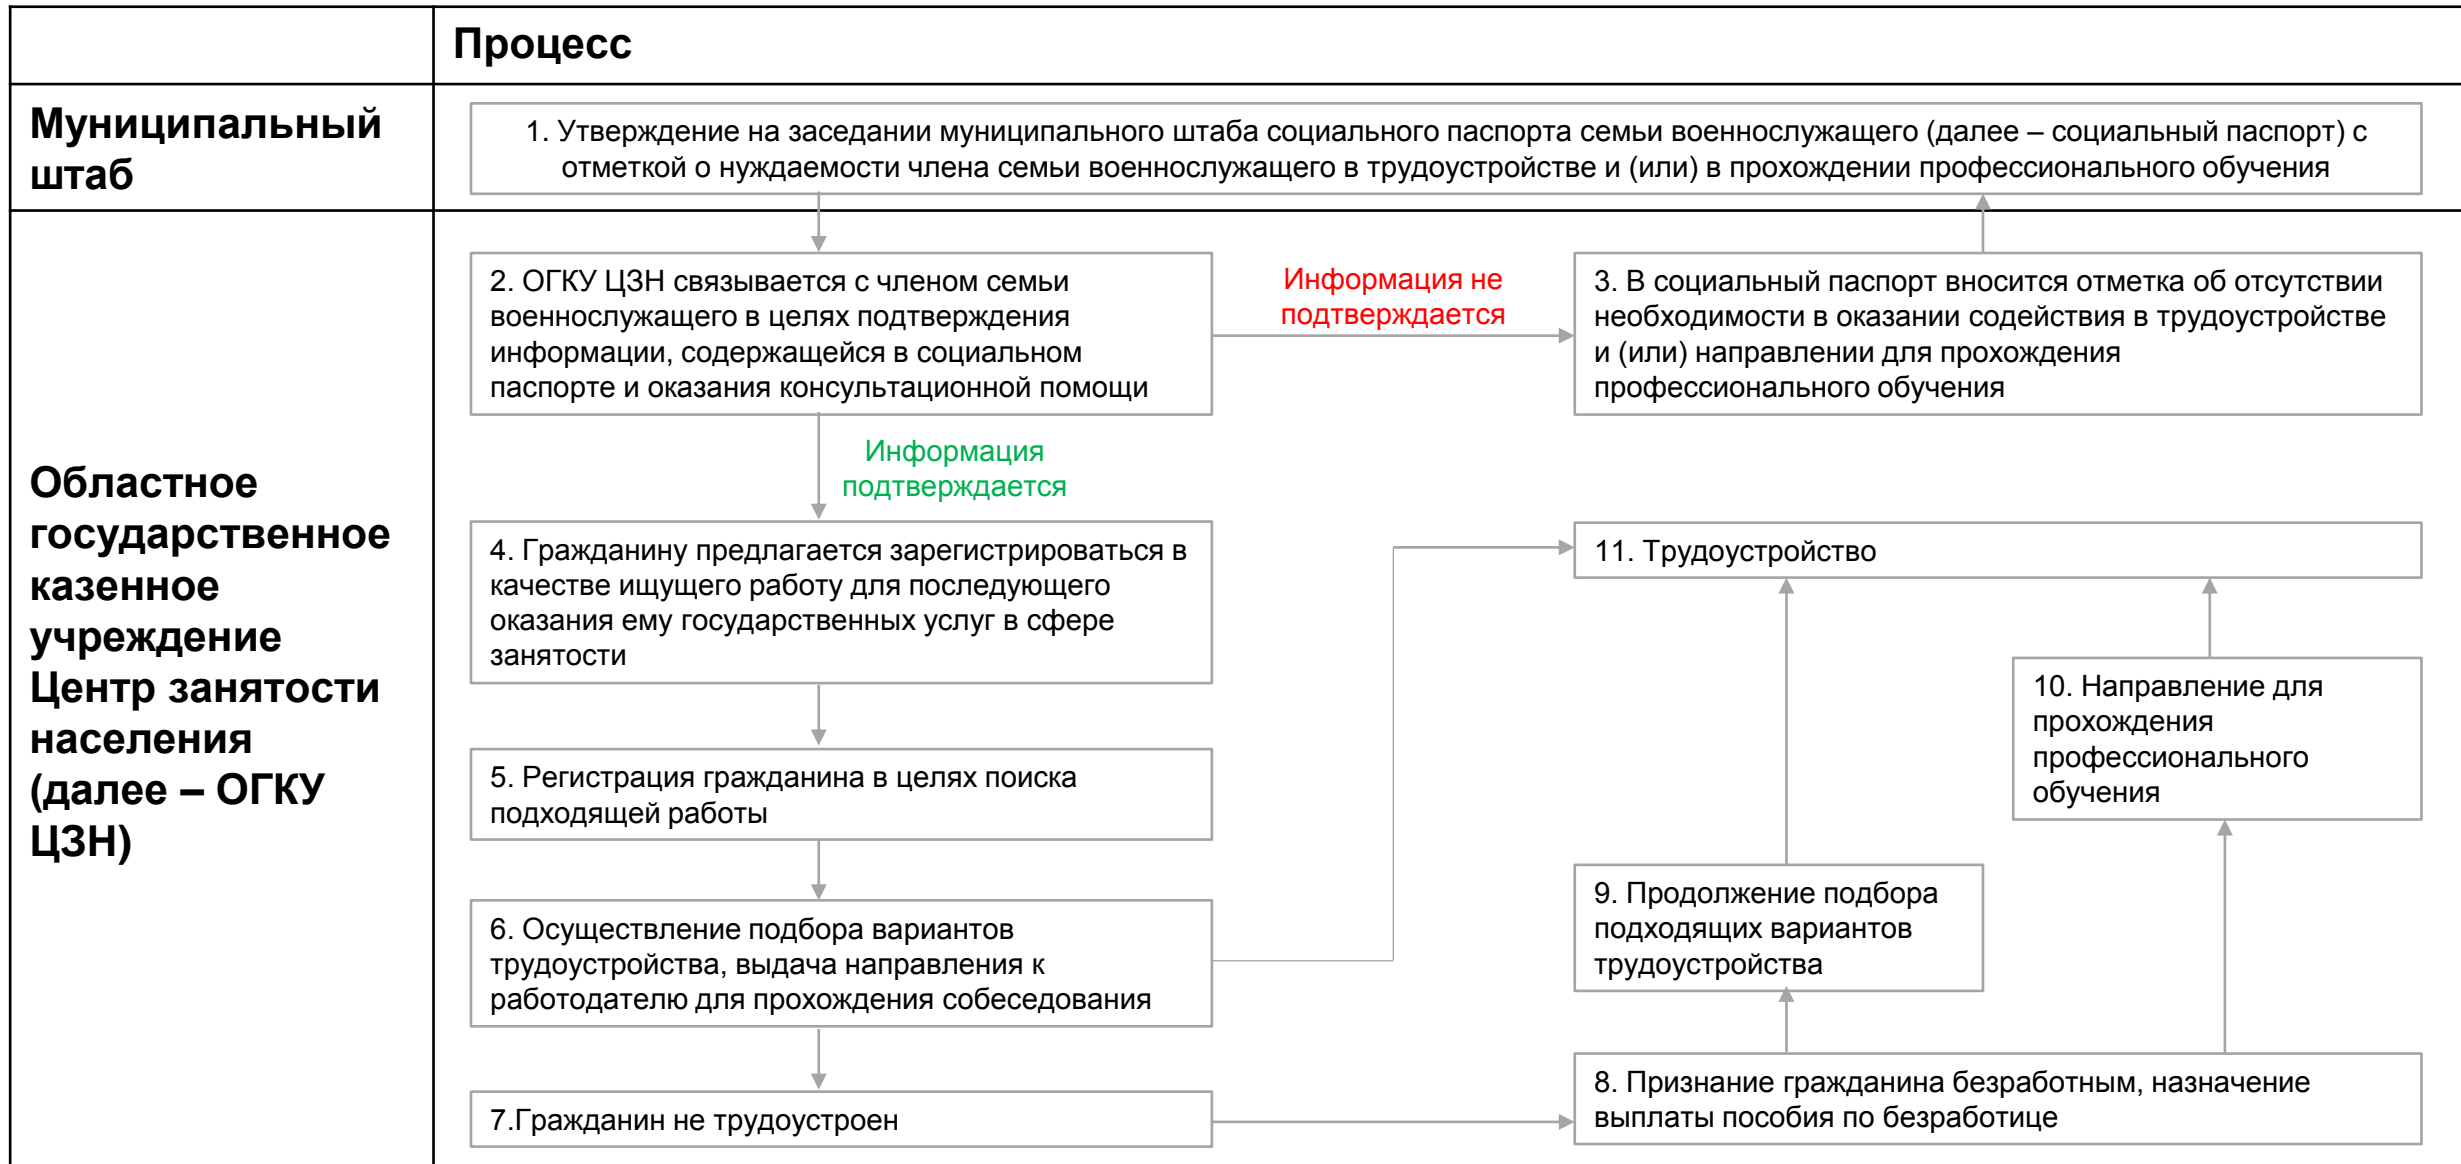 Процесс
Муниципальный
штаб
1. Утверждение на заседании муниципального штаба социального паспорта семьи военнослужащего (далее – социальный паспорт) с
отметкой о нуждаемости члена семьи военнослужащего в трудоустройстве и (или) в прохождении профессионального обучения
Областное
государственное
казенное
учреждение
Центр занятости
населения
(далее – ОГКУ
ЦЗН)
2. ОГКУ ЦЗН связывается с членом семьи
военнослужащего в целях подтверждения
информации, содержащейся в социальном
паспорте и оказания консультационной помощи
Информация не
подтверждается
3. В социальный паспорт вносится отметка об отсутствии
необходимости в оказании содействия в трудоустройстве
и (или) направлении для прохождения
профессионального обучения
Информация
подтверждается
4. Гражданину предлагается зарегистрироваться в
качестве ищущего работу для последующего
оказания ему государственных услуг в сфере
занятости
5. Регистрация гражданина в целях поиска
подходящей работы
6. Осуществление подбора вариантов
трудоустройства, выдача направления к
работодателю для прохождения собеседования
7.Гражданин не трудоустроен
8. Признание гражданина безработным, назначение
выплаты пособия по безработице
9. Продолжение подбора
подходящих вариантов
трудоустройства
10. Направление для
прохождения
профессионального
обучения
11. Трудоустройство